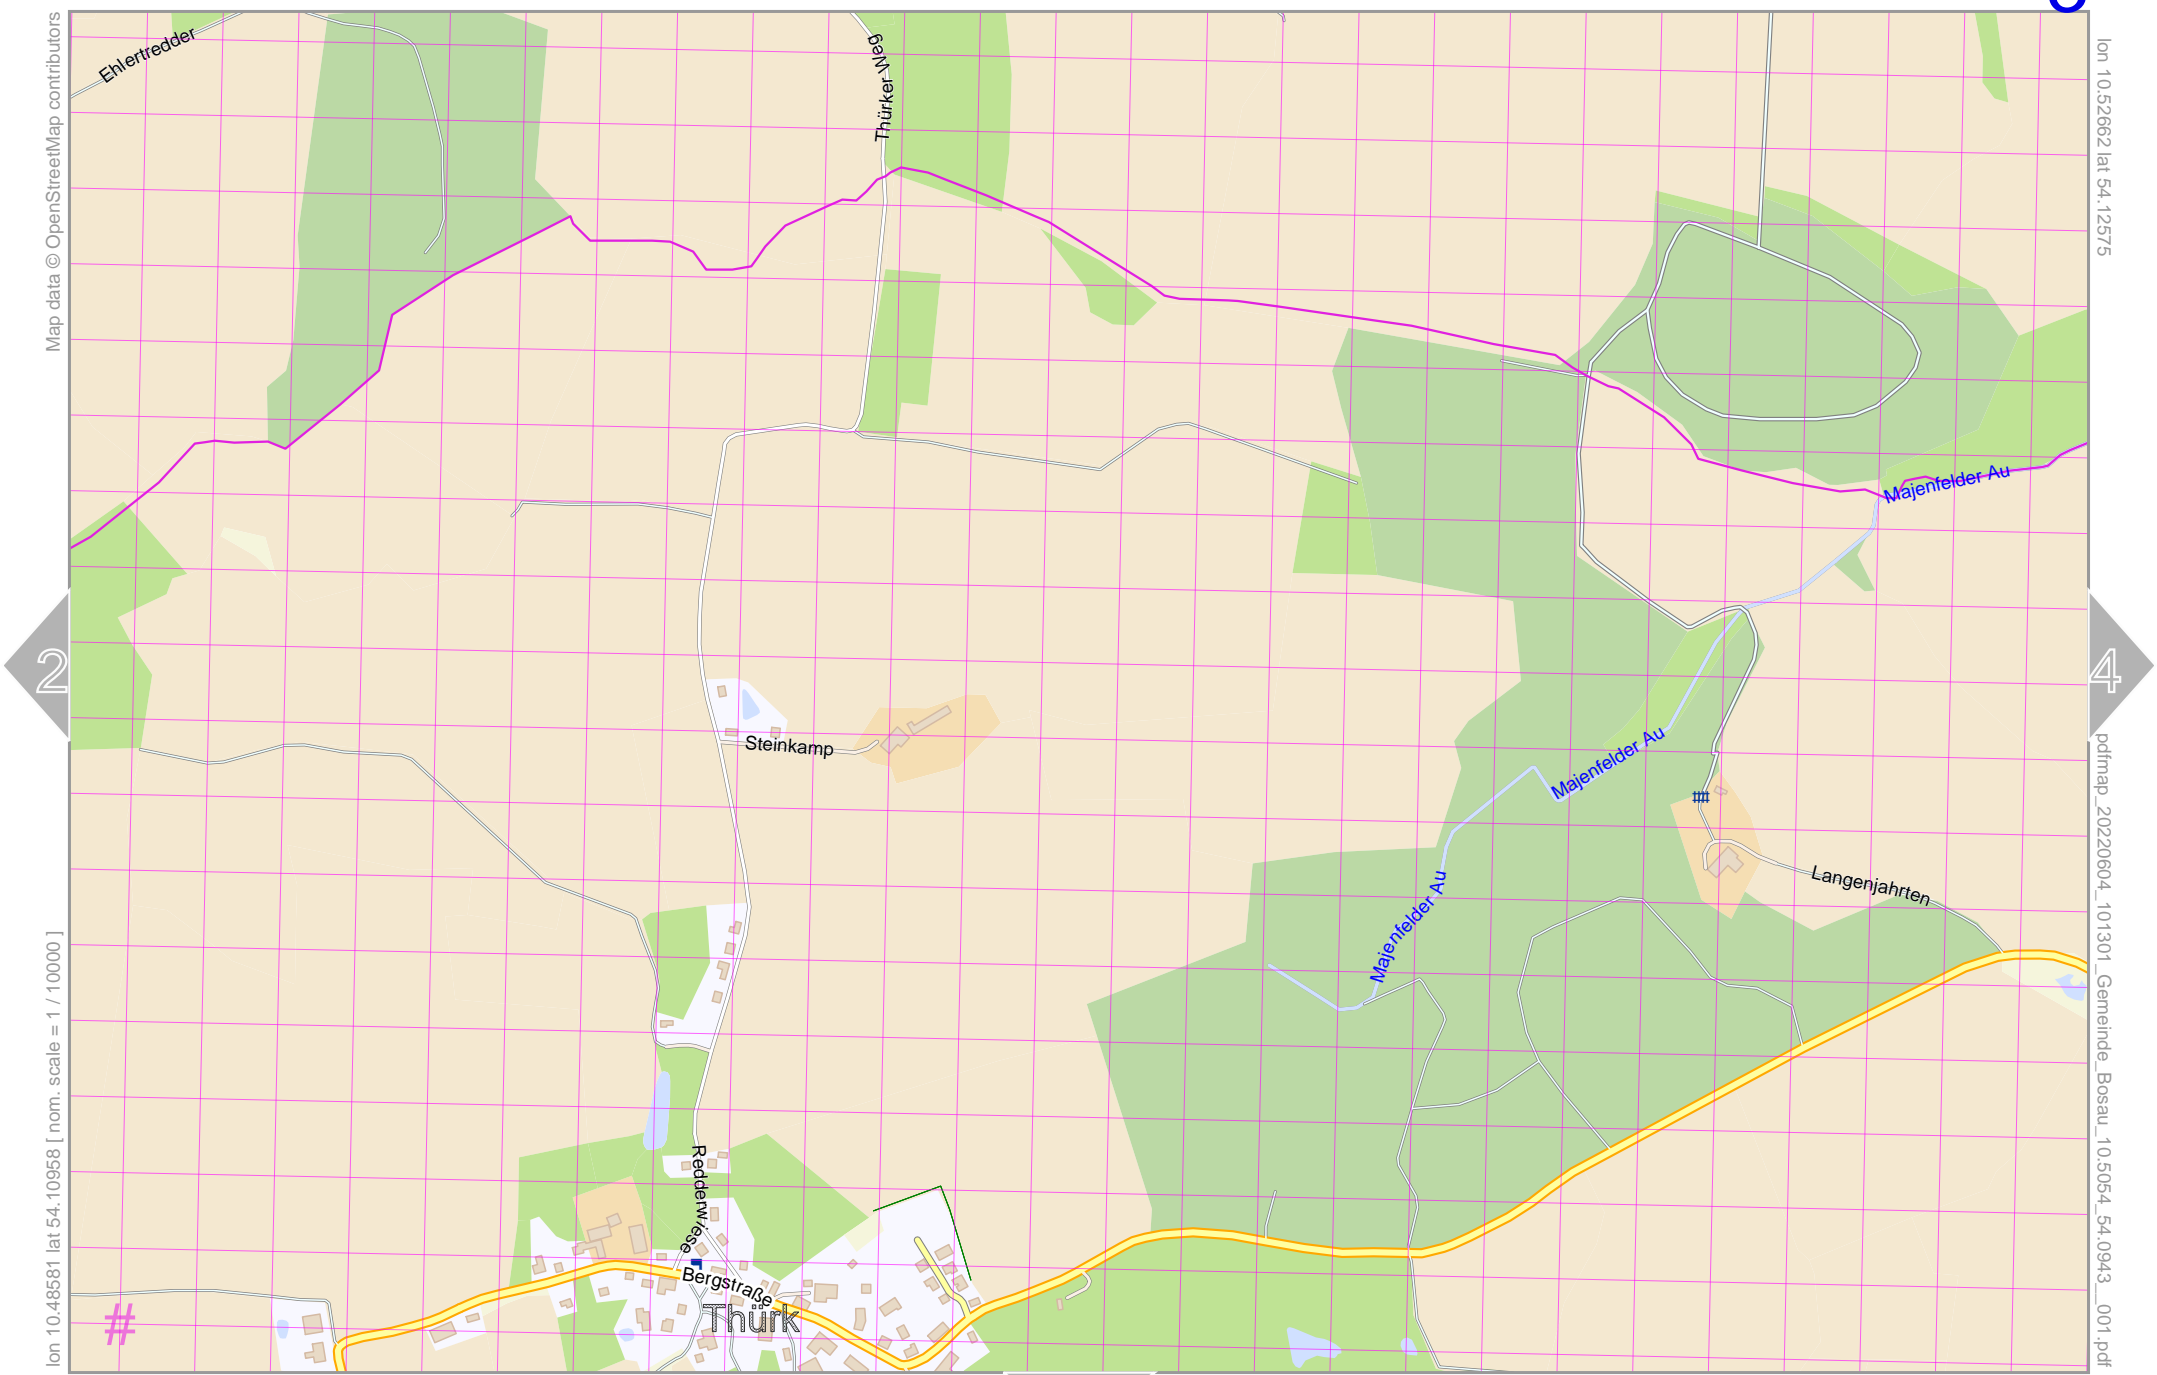 Ehlertredder
Thürker Weg
Majenfelder Au
2
4
Steinkamp
Majenfelder Au
Langenjahrten
Majenfelder Au
Redderwiese
Bergstraße
Thürk
#
Map data © OpenStreetMap contributors
lon 10.48581 lat 54.10958 [ nom. scale = 1 / 10000 ]
lon 10.52662 lat 54.12575
pdfmap_20220604_101301_Gemeinde_Bosau_10.5054_54.0943__001.pdf